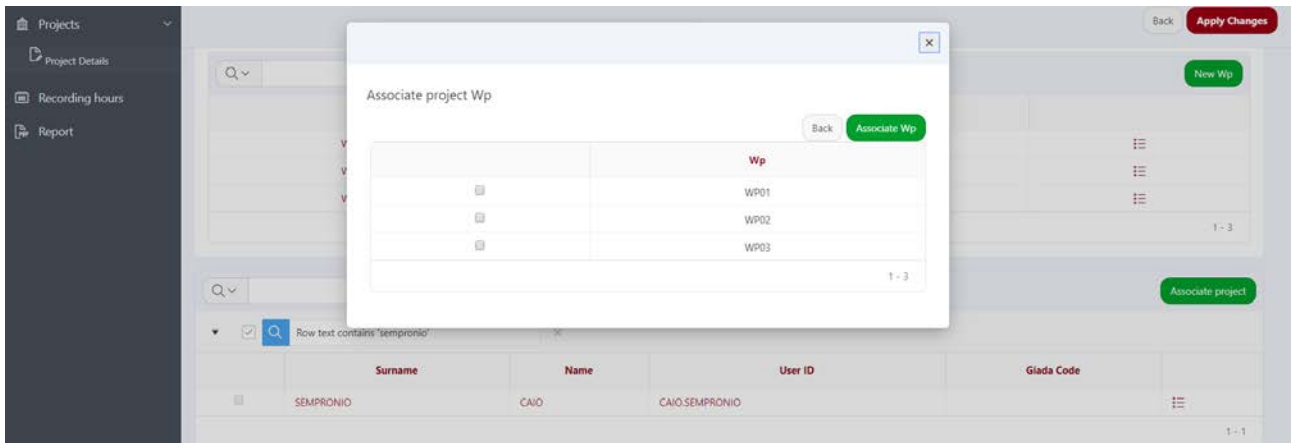 Projects
Project Details
Recording hours
Report
Back
Apply Changes
New Wp
Associate project Wp
Back
Associate Wp
Wp
WP01
WP02
WP03
1 - 3
1 - 3
Associate project
Row text contains 'sempronio'
Surname Name User ID Giada Code
SEMPRONIO CAIO CAIO.SEMPRONIO
1 - 1